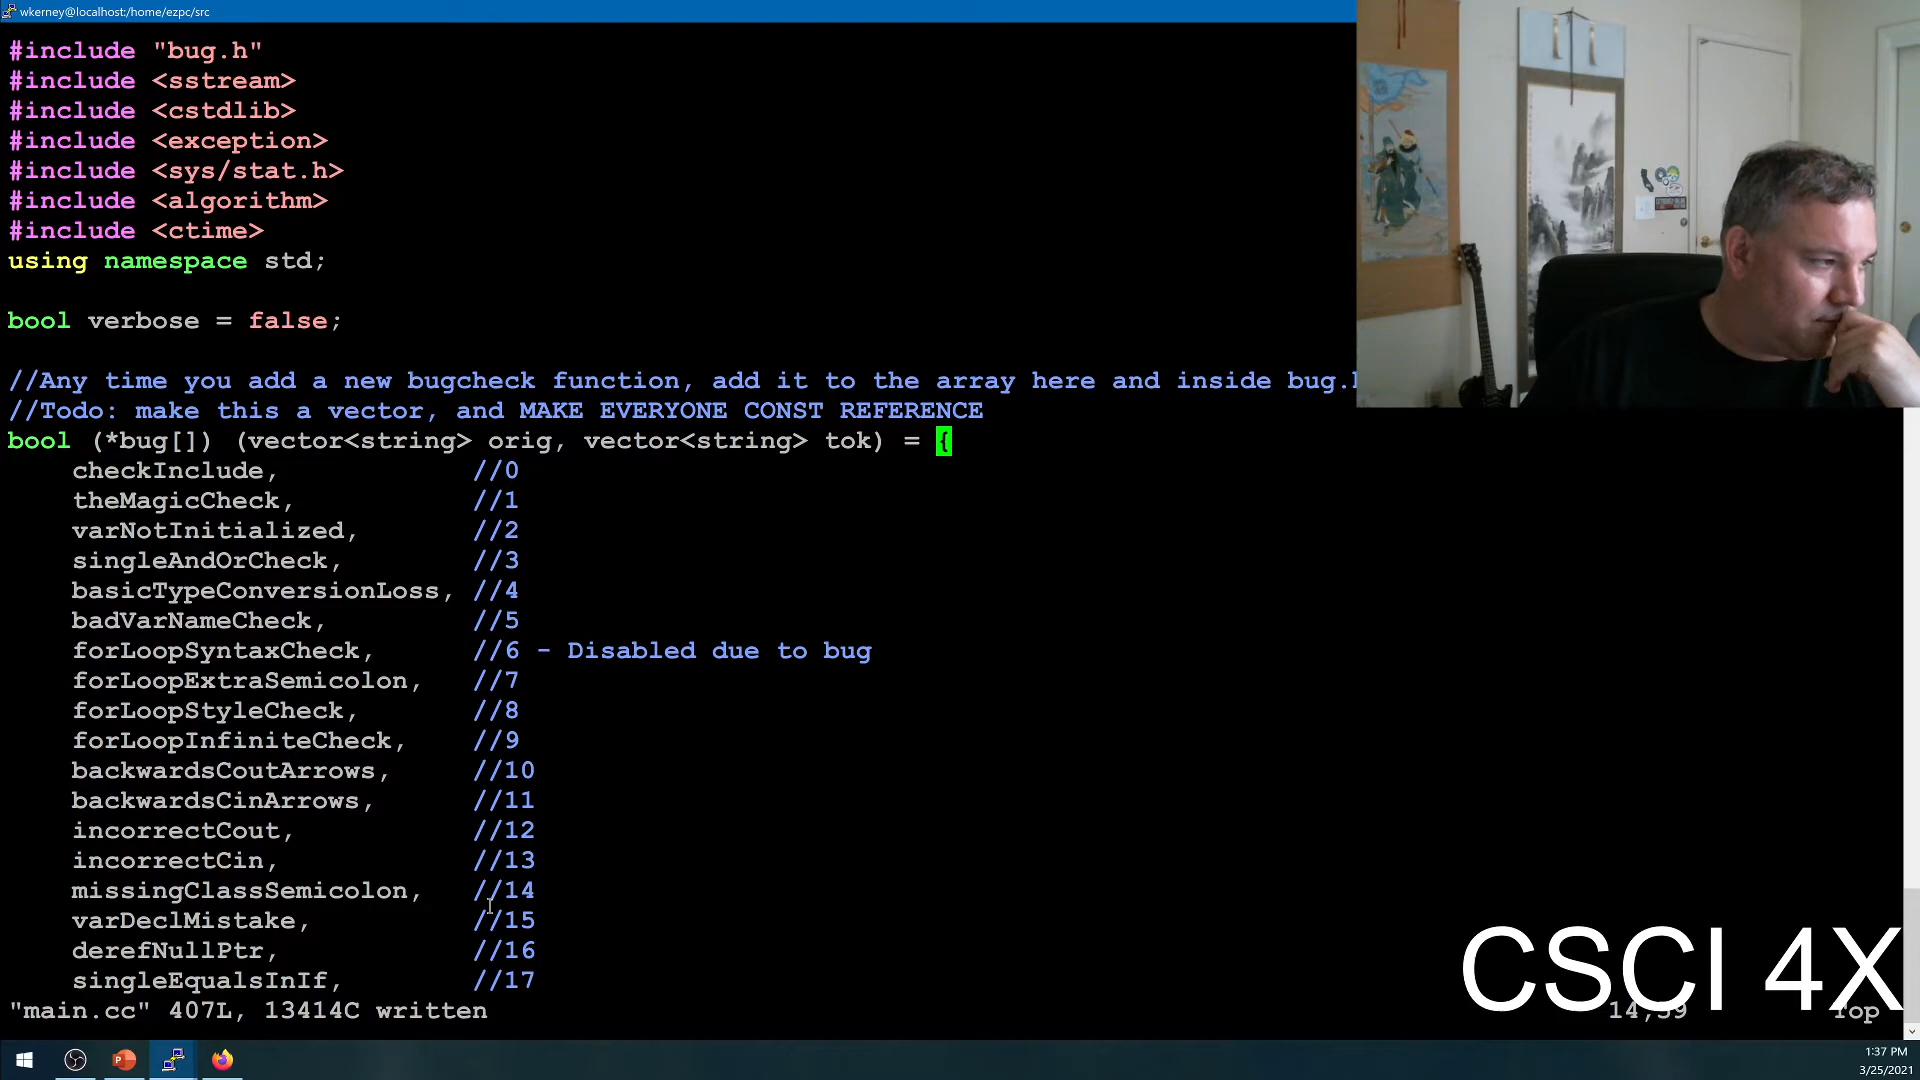 wkerney@localhost:/home/ezpc/src
#include "bug.h"
#include <sstream>
#include <cstdlib>
#include <exception>
#include <sys/stat.h>
#include <algorithm>
#include <ctime>
using namespace std;
bool verbose = false;
//Any time you add a new bugcheck function, add it to the array here and inside bug.
//Todo: make this a vector, and MAKE EVERYONE CONST REFERENCE
bool (*bug[]) (vector<string> orig, vector<string> tok) = {
checkInclude, //0
theMagicCheck, //1
varNotInitialized, //2
singleAndOrCheck, //3
basicTypeConversionLoss, //4
badVarNameCheck, //5
forLoopSyntaxCheck, //6 - Disabled due to bug
forLoopExtraSemicolon, //7
forLoopStyleCheck, //8
forLoopInfiniteCheck, //9
backwardsCoutArrows, //10
backwardsCinArrows, //11
incorrectCout, //12
incorrectCin, //13
missingClassSemicolon, //14
varDeclMistake, //15
derefNullPtr, //16
singleEqualsInIf, //17
"main.cc" 407L, 13414C written
14,59
Top
CSCI 4X
1:37 PM
3/25/2021